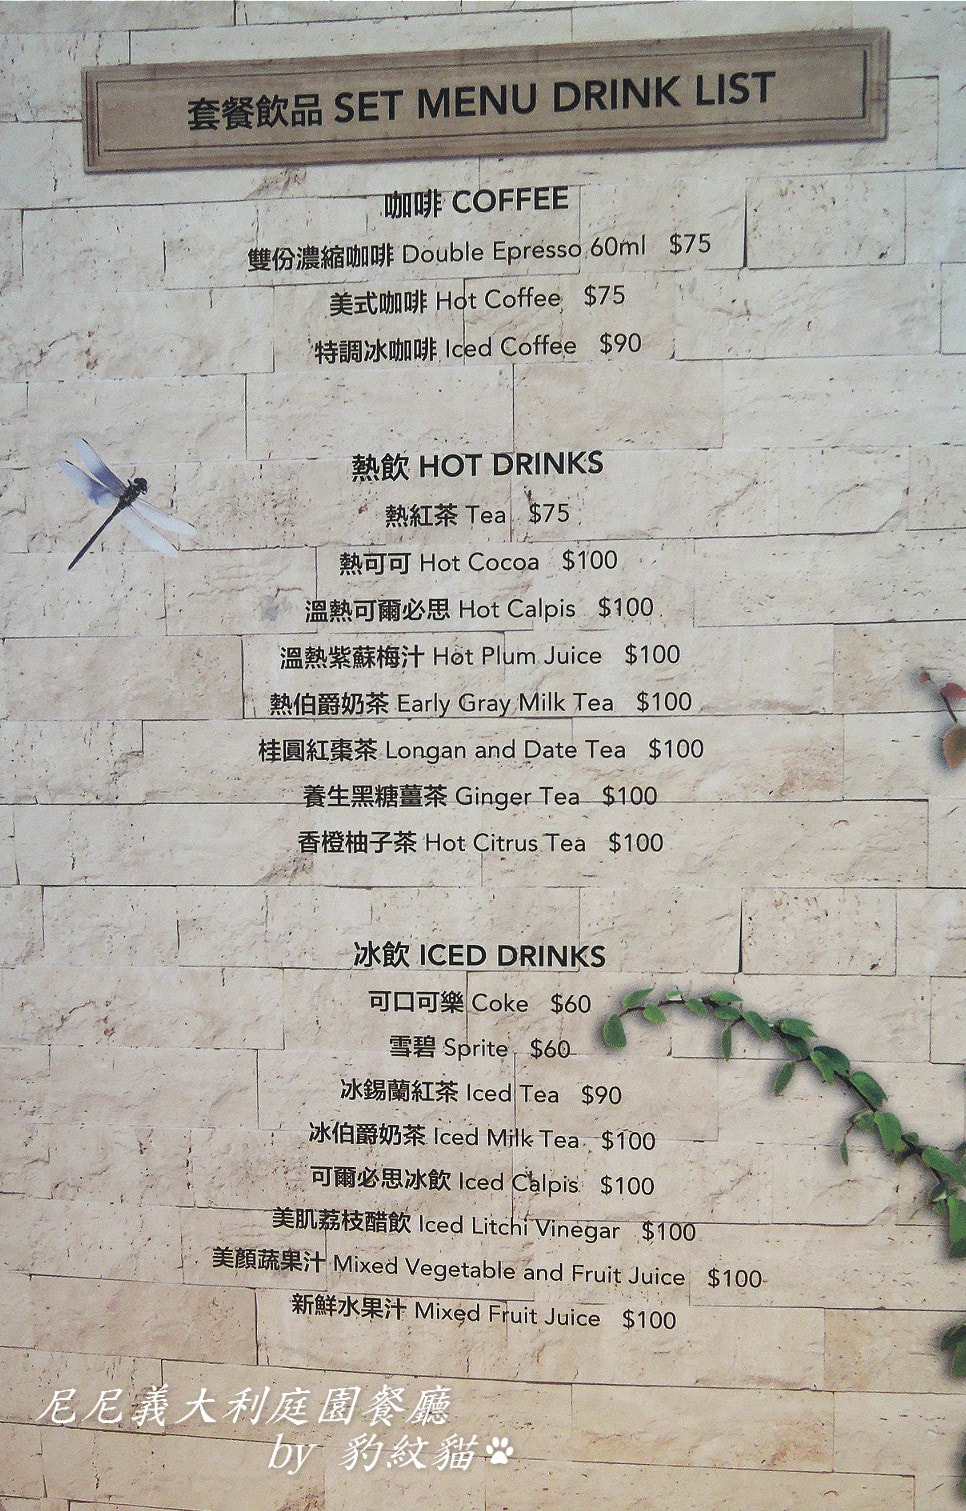 套餐飲品 SET MENU DRINK LIST
咖啡 COFFEE
雙份濃縮咖啡 Double Epresso 60ml $75
美式咖啡 Hot Coffee $75
特調冰咖啡 Iced Coffee $90
熱飲 HOT DRINKS
熱紅茶 Tea $75
熱可可 Hot Cocoa $100
溫熱可爾必思 Hot Calpis $100
溫熱紫蘇梅汁 Hot Plum Juice $100
熱伯爵奶茶 Early Gray Milk Tea $100
桂圓紅棗茶 Longan and Date Tea $100
養生黑糖薑茶 Ginger Tea $100
香橙柚子茶 Hot Citrus Tea $100
冰飲 ICED DRINKS
可口可樂 Coke $60
雪碧 Sprite $60
冰錫蘭紅茶 Iced Tea $90
冰伯爵奶茶 Iced Milk Tea $100
可爾必思冰飲 Iced Calpis $100
美肌荔枝醋飲 Iced Litchi Vinegar $100
美顏蔬果汁 Mixed Vegetable and Fruit Juice $100
新鮮水果汁 Mixed Fruit Juice $100
尼尼義大利庭園餐廳
by 豹紋貓